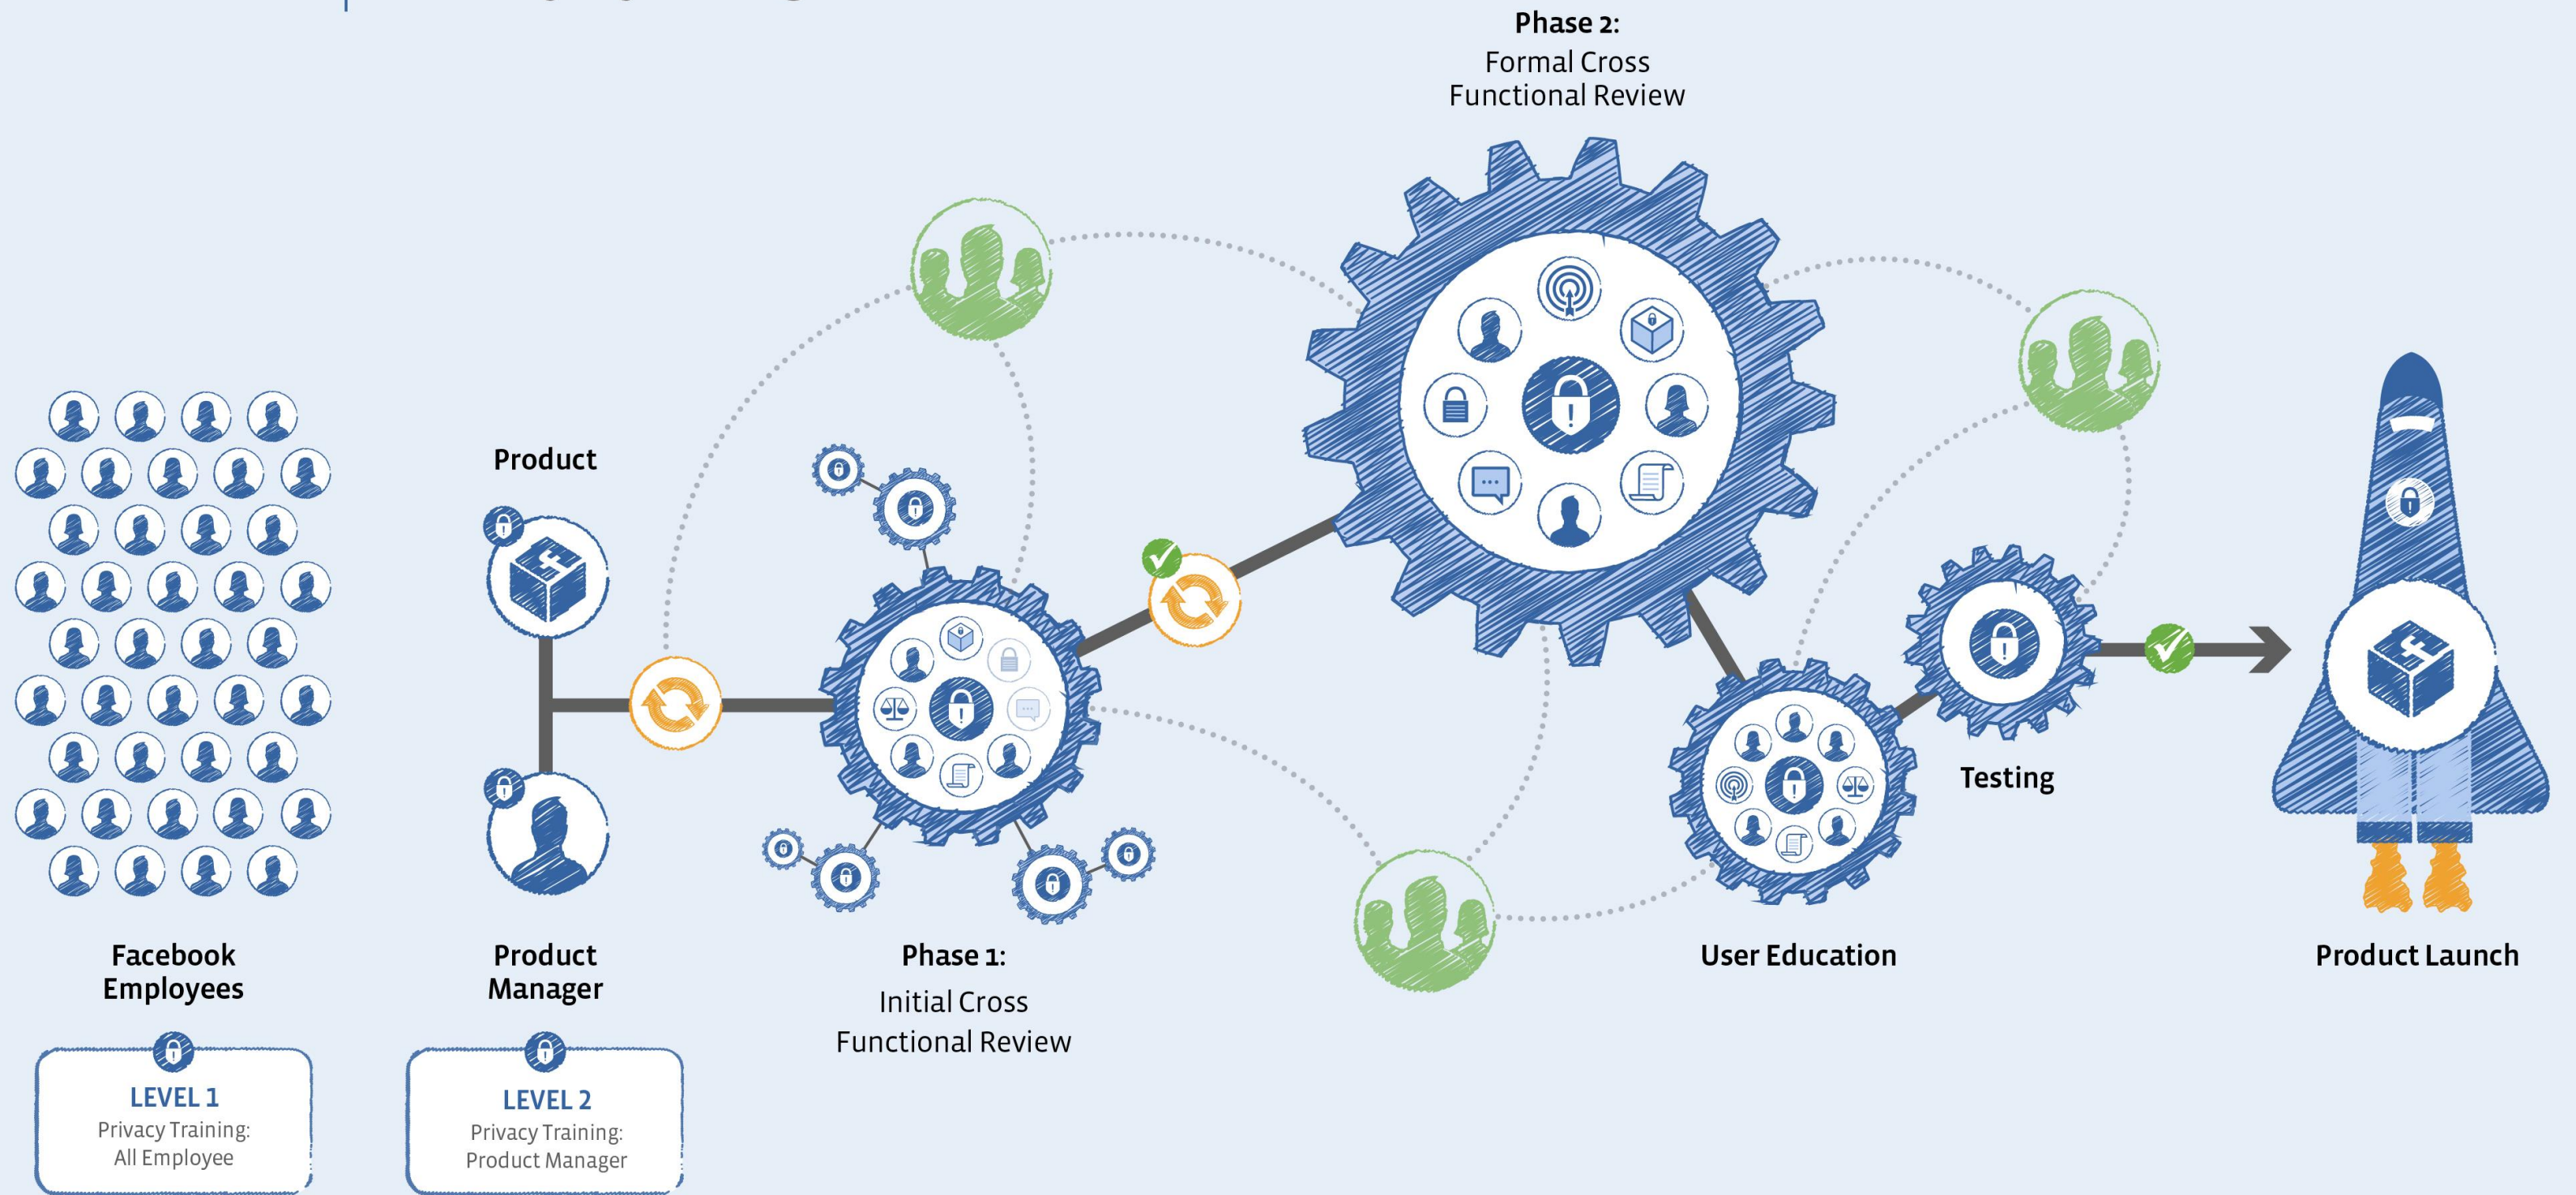 Phase 2:
Formal Cross
Functional Review
Product
Testing
Facebook
Employees
Product
Manager
Phase 1:
Initial Cross
Functional Review
User Education
Product Launch
LEVEL 1
Privacy Training:
All Employee
LEVEL 2
Privacy Training:
Product Manager